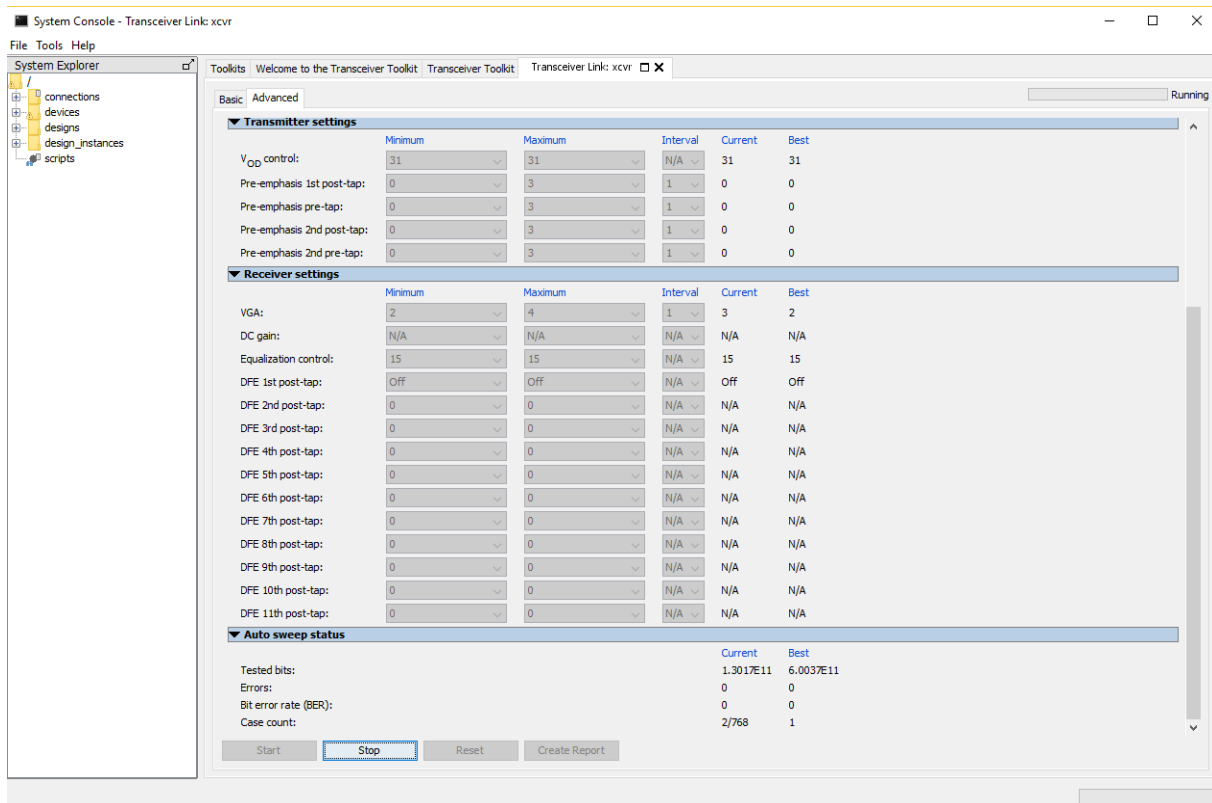 System Console - Transceiver Link: xcvr
File Tools Help
System Explorer
/
connections
devices
designs
design_instances
scripts
Toolkits Welcome to the Transceiver Toolkit Transceiver Toolkit Transceiver Link: xcvr
Basic Advanced Running
Transmitter settings
Minimum Maximum Interval Current Best
VOD control: 31 31 N/A 31 31
Pre-emphasis 1st post-tap: 0 3 1 0 0
Pre-emphasis pre-tap: 0 3 1 0 0
Pre-emphasis 2nd post-tap: 0 3 1 0 0
Pre-emphasis 2nd pre-tap: 0 3 1 0 0
Receiver settings
Minimum Maximum Interval Current Best
VGA: 2 4 1 3 2
DC gain: N/A N/A N/A N/A N/A
Equalization control: 15 15 N/A 15 15
DFE 1st post-tap: Off Off N/A Off Off
DFE 2nd post-tap: 0 0 N/A N/A N/A
DFE 3rd post-tap: 0 0 N/A N/A N/A
DFE 4th post-tap: 0 0 N/A N/A N/A
DFE 5th post-tap: 0 0 N/A N/A N/A
DFE 6th post-tap: 0 0 N/A N/A N/A
DFE 7th post-tap: 0 0 N/A N/A N/A
DFE 8th post-tap: 0 0 N/A N/A N/A
DFE 9th post-tap: 0 0 N/A N/A N/A
DFE 10th post-tap: 0 0 N/A N/A N/A
DFE 11th post-tap: 0 0 N/A N/A N/A
Auto sweep status
Current Best
Tested bits: 1.3017E11 6.0037E11
Errors: 0 0
Bit error rate (BER): 0 0
Case count: 2/768 1
Start Stop Reset Create Report